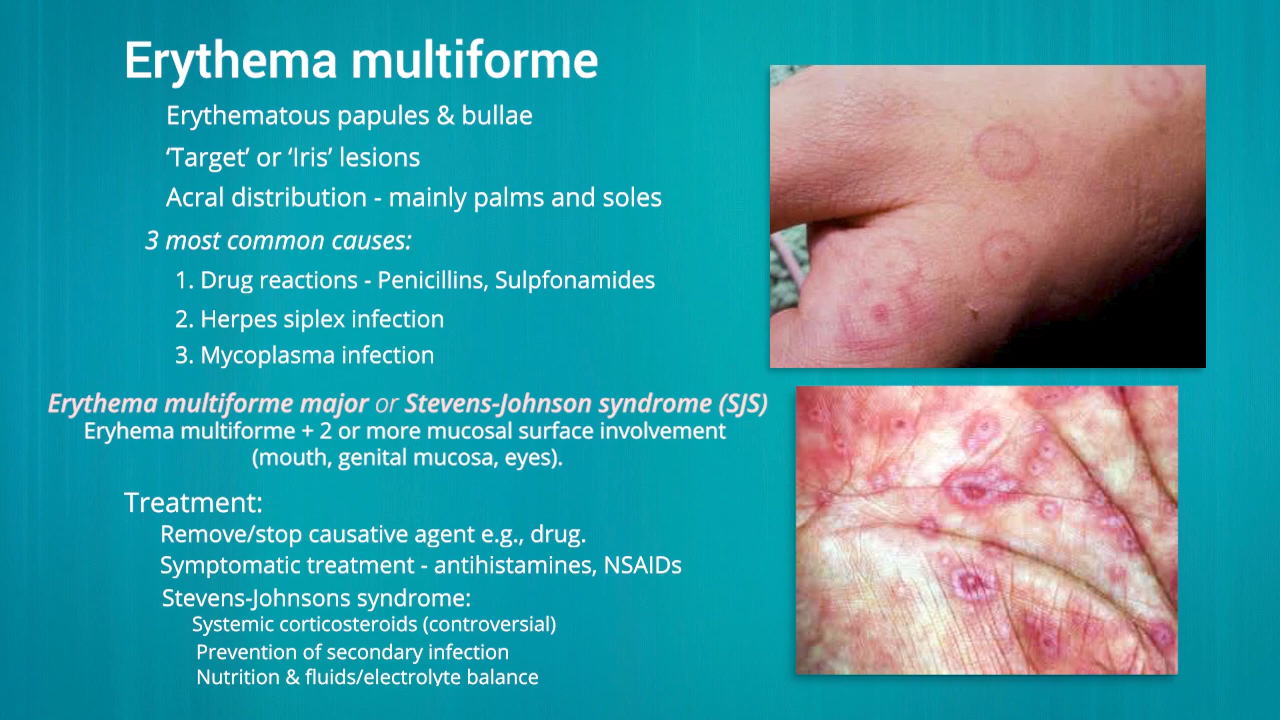 Erythema multiforme
Erythematous papules & bullae
‘Target’ or ‘Iris’ lesions
Acral distribution - mainly palms and soles
3 most common causes:
1. Drug reactions - Penicillins, Sulpfonamides
2. Herpes siplex infection
3. Mycoplasma infection
Erythema multiforme major or Stevens-Johnson syndrome (SJS)
Eryhema multiforme + 2 or more mucosal surface involvement
(mouth, genital mucosa, eyes).
Treatment:
Remove/stop causative agent e.g., drug.
Symptomatic treatment - antihistamines, NSAIDs
Stevens-Johnsons syndrome:
Systemic corticosteroids (controversial)
Prevention of secondary infection
Nutrition & fluids/electrolyte balance